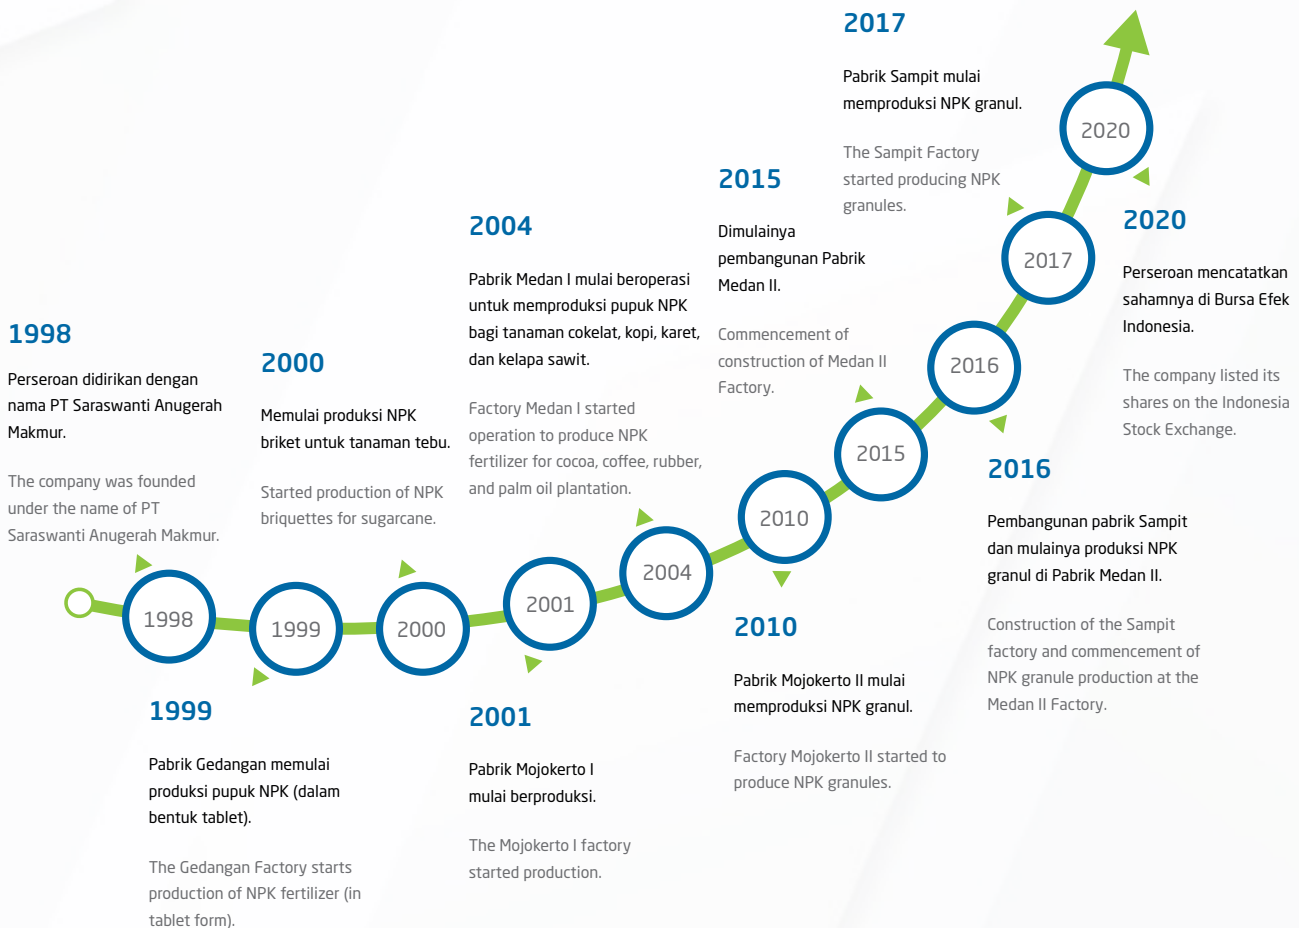 1998
Perseroan didirikan dengan
nama PT Saraswanti Anugerah
Makmur.
The company was founded
under the name of PT
Saraswanti Anugerah Makmur.
1998
1999
1999
Pabrik Gedangan memulai
produksi pupuk NPK (dalam
bentuk tablet).
The Gedangan Factory starts
production of NPK fertilizer (in
tablet form).
2000
Memulai produksi NPK
briket untuk tanaman tebu.
Started production of NPK
briquettes for sugarcane.
2000
2001
2001
Pabrik Mojokerto I
mulai berproduksi.
The Mojokerto I factory
started production.
2004
Pabrik Medan I mulai beroperasi
untuk memproduksi pupuk NPK
bagi tanaman cokelat, kopi, karet,
dan kelapa sawit.
Factory Medan I started
operation to produce NPK
fertilizer for cocoa, coffee, rubber,
and palm oil plantation.
2004
2010
2010
Pabrik Mojokerto II mulai
memproduksi NPK granul.
Factory Mojokerto II started to
produce NPK granules.
2015
Dimulainya
pembangunan Pabrik
Medan II.
Commencement of
construction of Medan II
Factory.
2015
2016
2016
Pembangunan pabrik Sampit
dan mulainya produksi NPK
granul di Pabrik Medan II.
Construction of the Sampit
factory and commencement of
NPK granule production at the
Medan II Factory.
2017
Pabrik Sampit mulai
memproduksi NPK granul.
The Sampit Factory
started producing NPK
granules.
2017
2020
2020
Perseroan mencatatkan
sahamnya di Bursa Efek
Indonesia.
The company listed its
shares on the Indonesia
Stock Exchange.